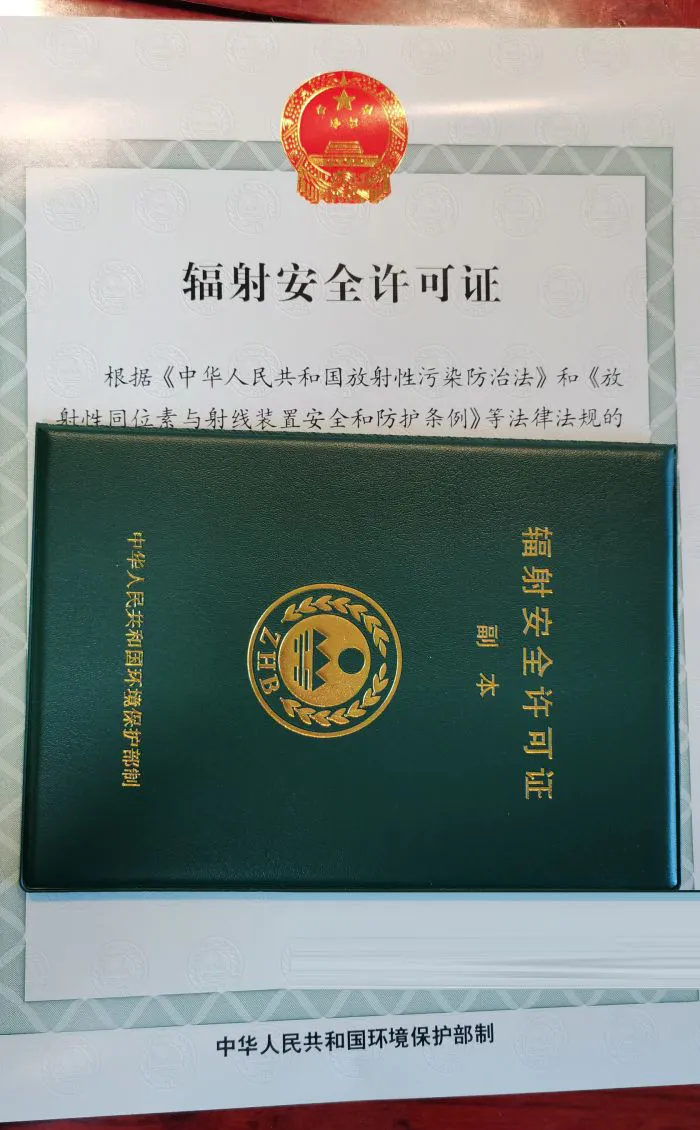 辐射安全许可证
根据《中华人民共和国放射性污染防治法》和《放
射性同位素与射线装置安全和防护条例》等法律法规的
辐射安全许可证
副本
ZHB
中华人民共和国环境保护部制
中华人民共和国环境保护部制